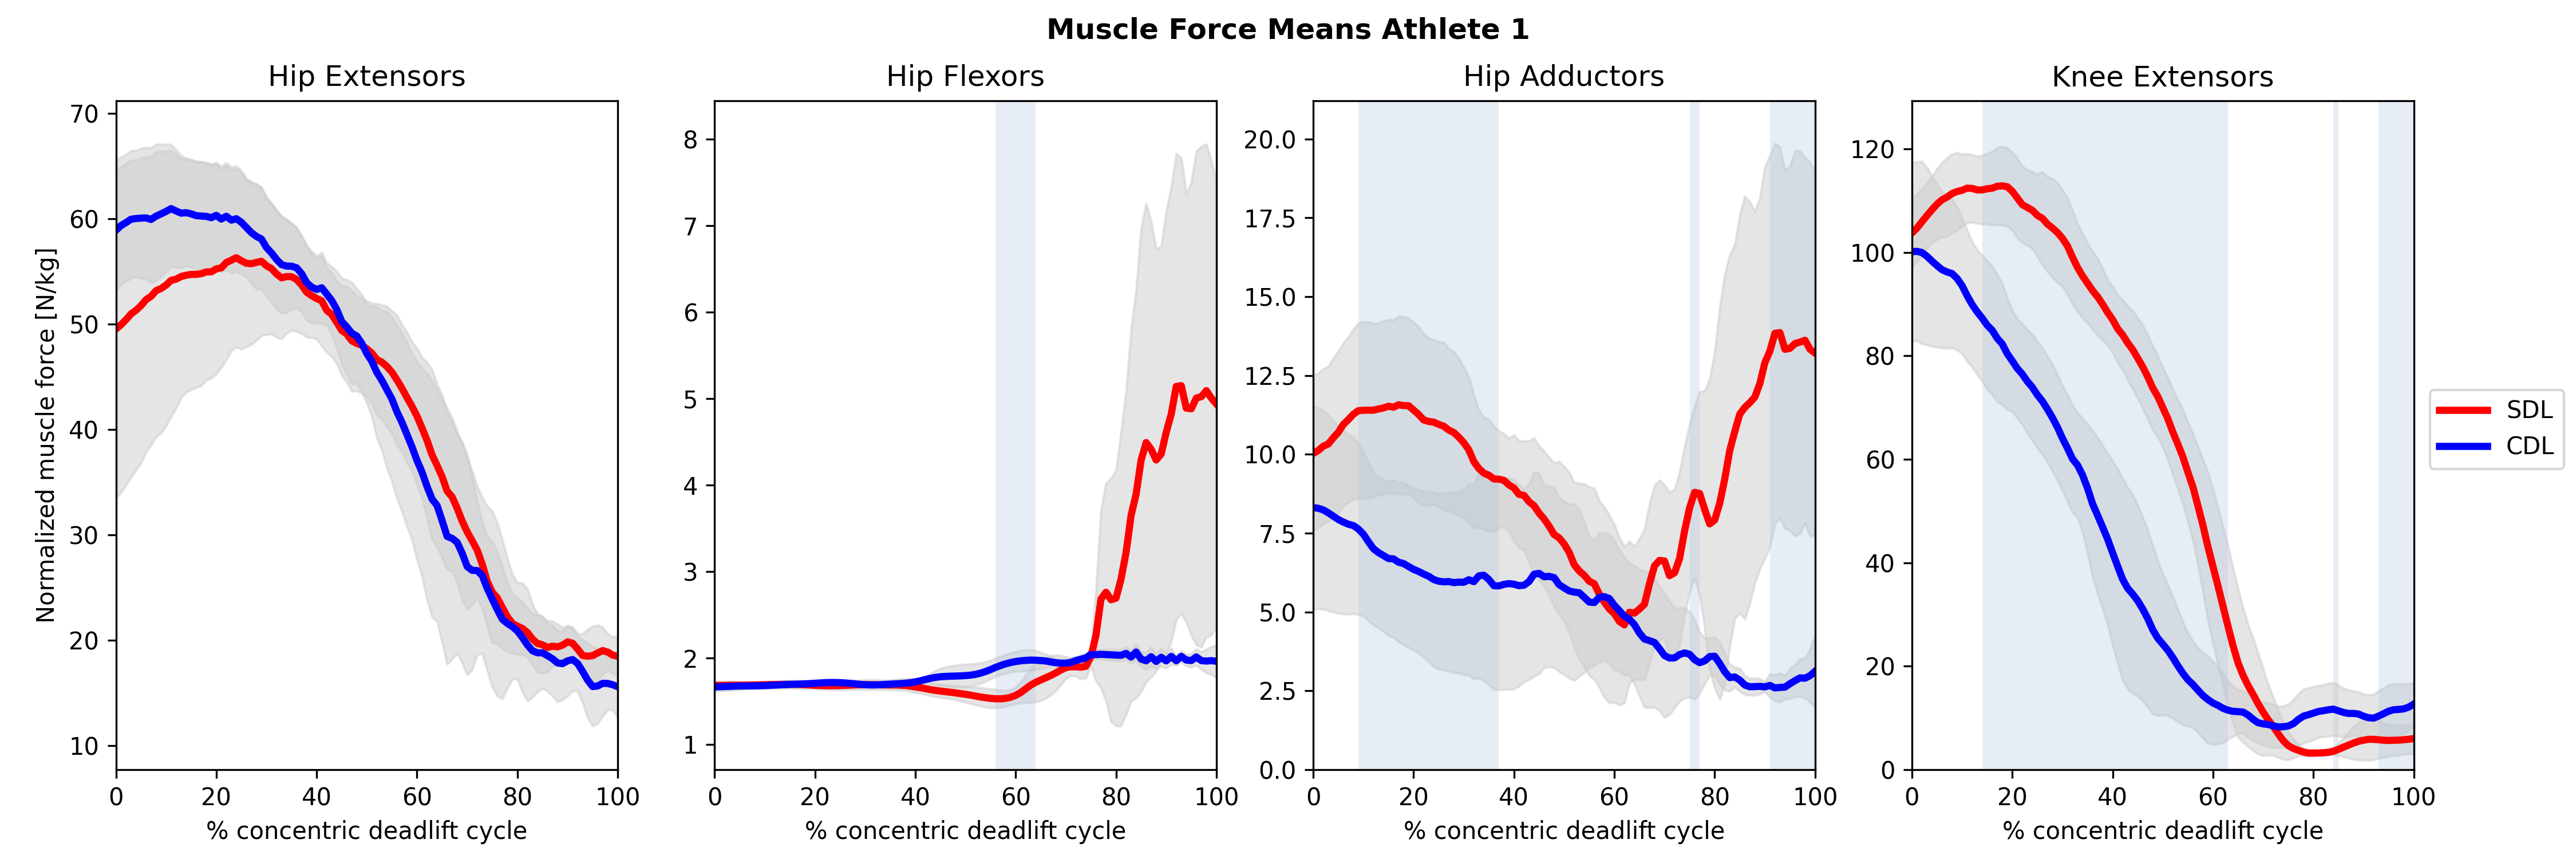 Muscle Force Means Athlete 1
Hip Extensors
Normalized muscle force [N/kg]
70
60
50
40
30
20
10
0 20 40 60 80 100
% concentric deadlift cycle
Hip Flexors
8
7
6
5
4
3
2
1
0 20 40 60 80 100
% concentric deadlift cycle
Hip Adductors
20.0
17.5
15.0
12.5
10.0
7.5
5.0
2.5
0.0
0 20 40 60 80 100
% concentric deadlift cycle
Knee Extensors
120
100
80
60
40
20
0
0 20 40 60 80 100
% concentric deadlift cycle
SDL
CDL